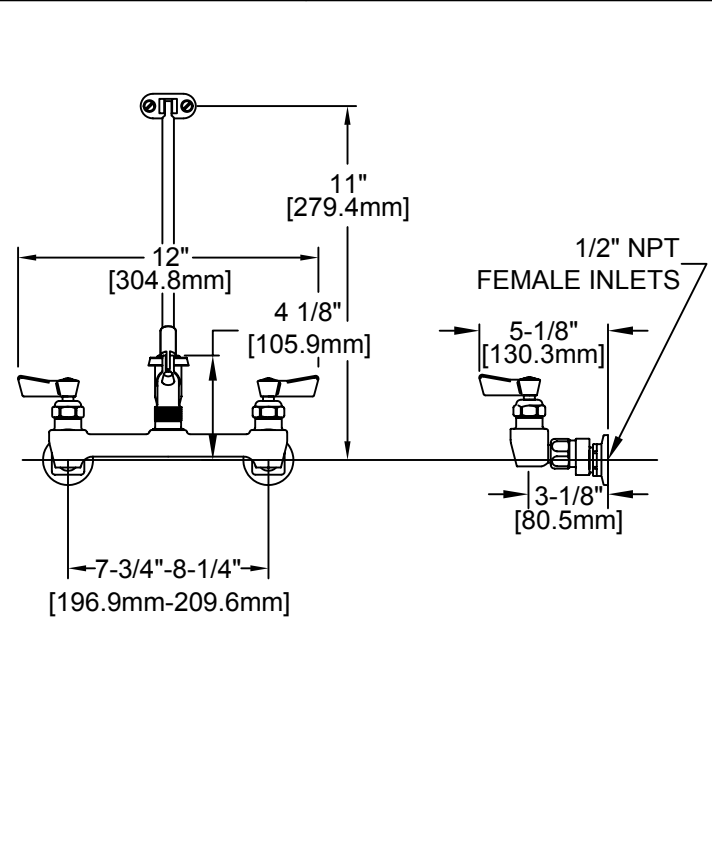 11"
[279.4mm]
12"
[304.8mm]
4 1/8"
[105.9mm]
1/2" NPT
FEMALE INLETS
5-1/8"
[130.3mm]
3-1/8"
[80.5mm]
7-3/4"-8-1/4"
[196.9mm-209.6mm]